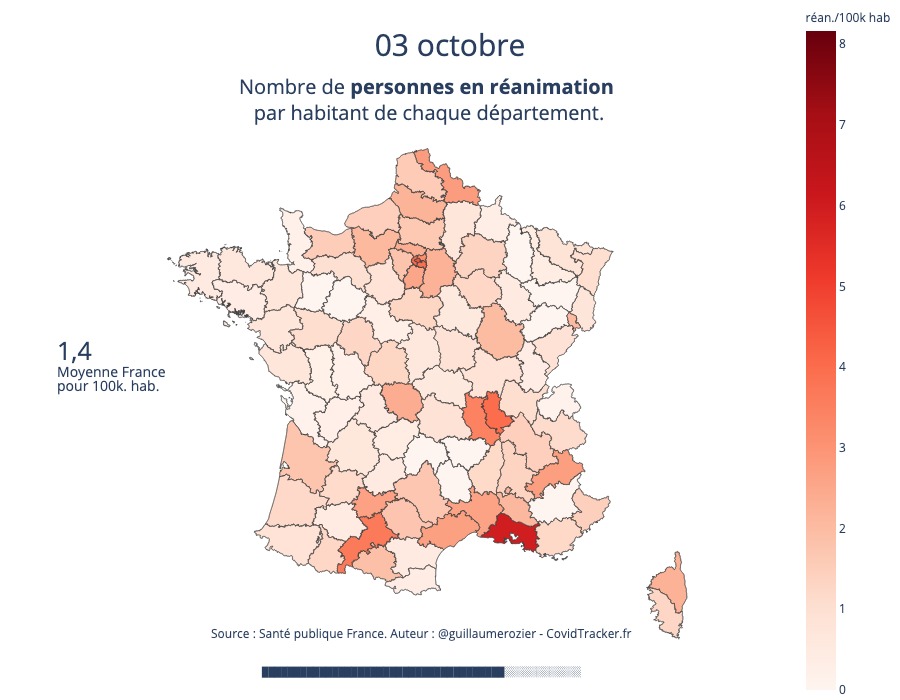 réan./100k hab
03 octobre
Nombre de personnes en réanimation
par habitant de chaque département.
8
7
6
5
4
3
2
1
0
1,4
Moyenne France
pour 100k. hab.
Source : Santé publique France. Auteur : @guillaumerozier - CovidTracker.fr